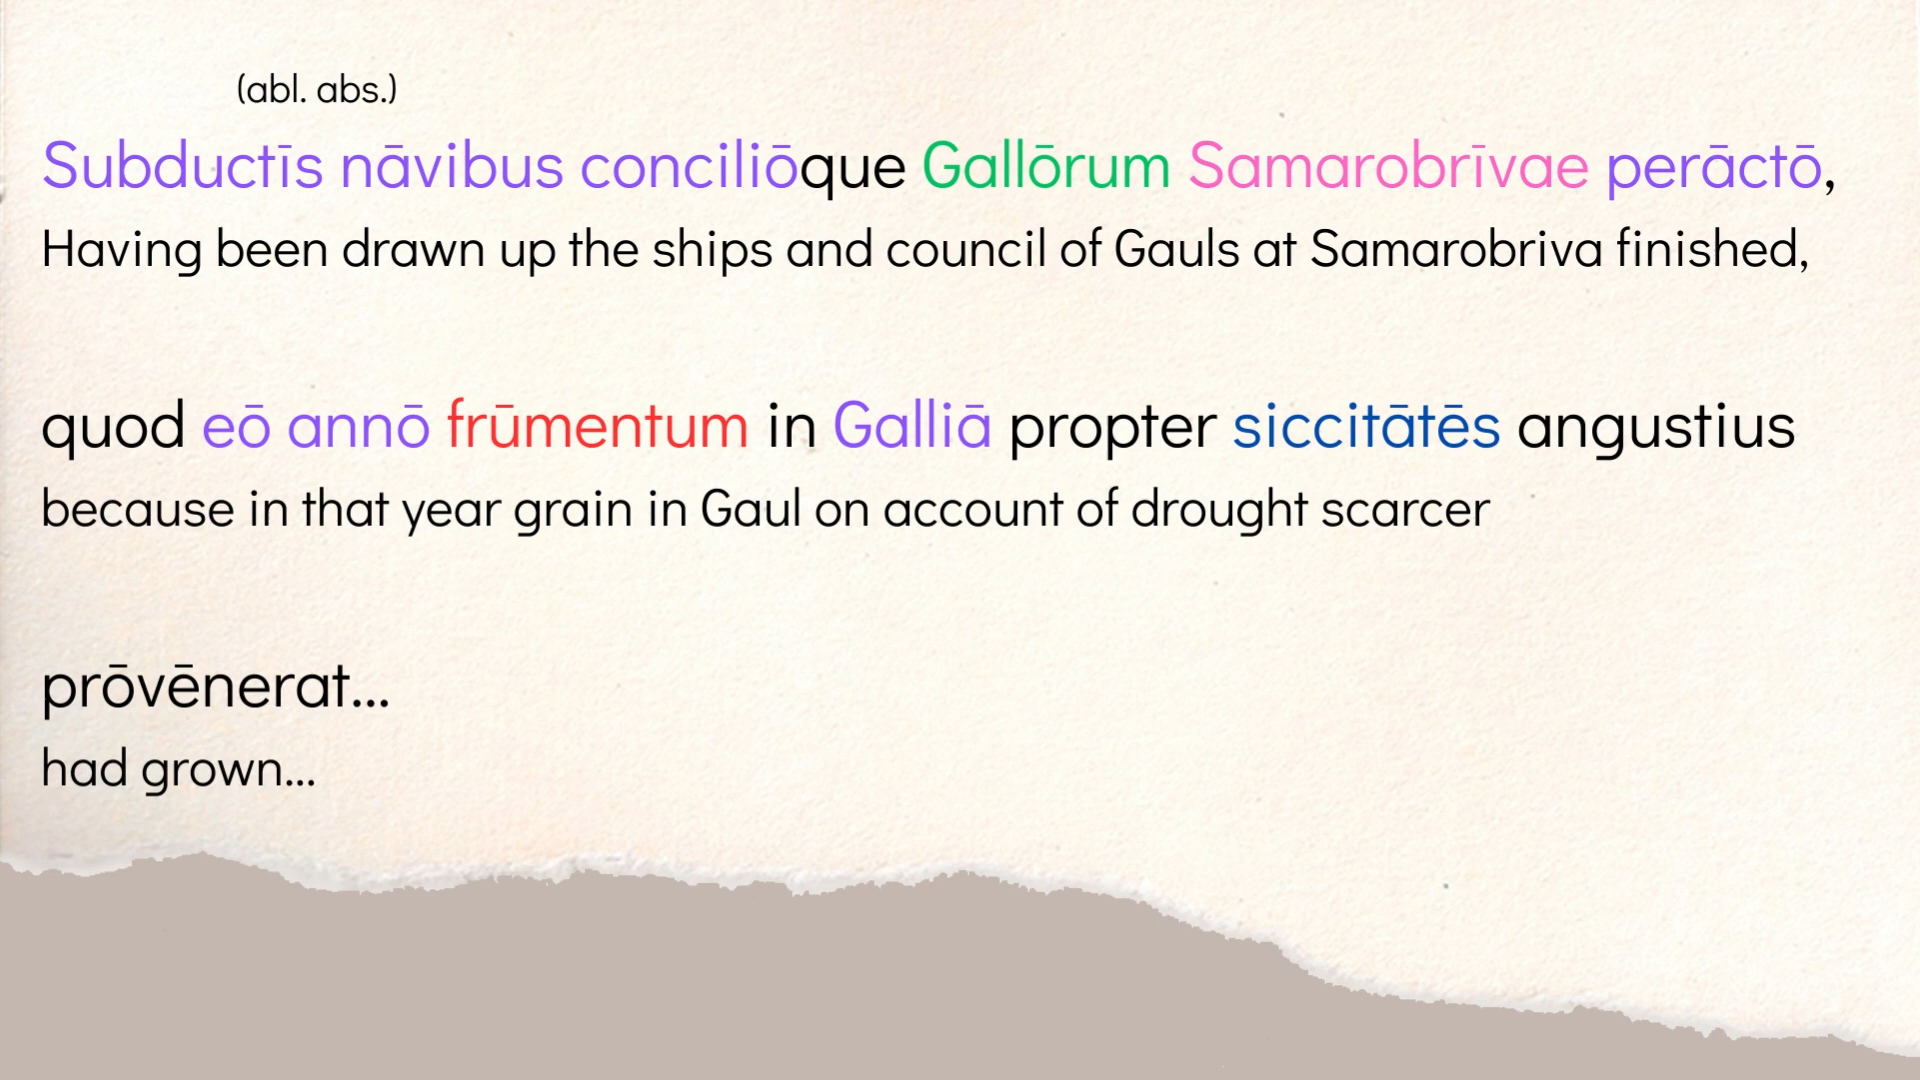 (abl. abs.)
Subductīs nāvibus conciliōque Gallōrum Samarobrīvae perāctō,
Having been drawn up the ships and council of Gauls at Samarobriva finished,
quod eō annō frūmentum in Galliā propter siccitātēs angustius
because in that year grain in Gaul on account of drought scarcer
prōvēnerat...
had grown...